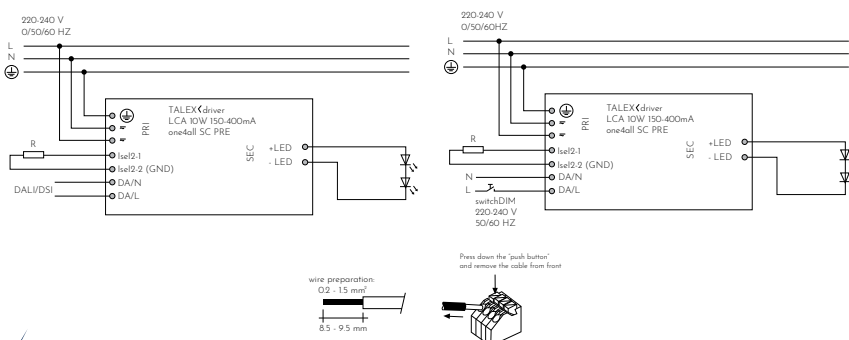 220-240 V
0/50/60 HZ
L
N
TALEX driver
LCA 10W 150-400mA
one4all SC PRE
PRI
SEC
+LED
- LED
R
Isel2-1
Isel2-2 (GND)
DA/N
DA/L
DALI/DSI
220-240 V
0/50/60HZ
L
N
TALEX driver
LCA 10W 150-400mA
one4all SC PRE
PRI
SEC
+LED
- LED
R
Isel2-1
Isel2-2 (GND)
N
DA/N
L
DA/L
switchDIM
220-240 V
50/60 HZ
wire preparation:
0.2 - 1.5 mm²
8.5 - 9.5 mm
Press down the "push button"
and remove the cable from front